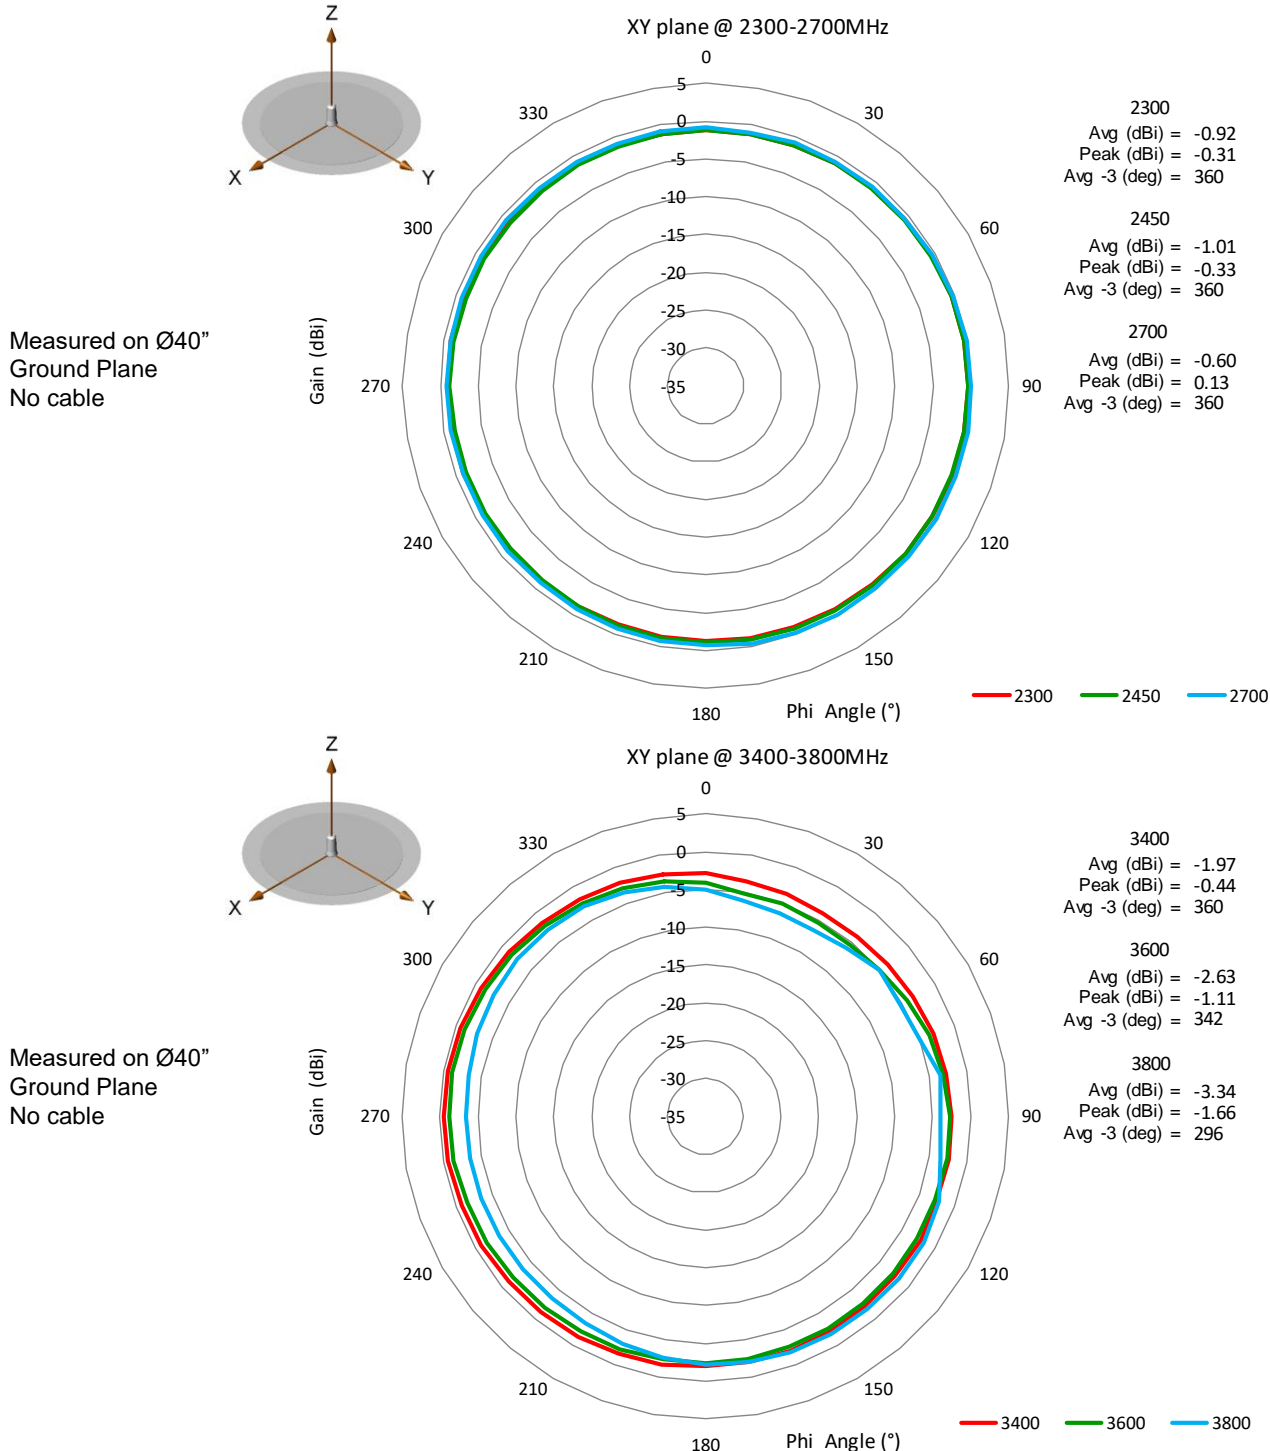 Z
X
Y
Measured on Ø40”
Ground Plane
No cable
XY plane @ 2300-2700MHz
0
30
60
90
120
150
180
210
240
270
300
330
5
0
-5
-10
-15
-20
-25
-30
-35
Gain (dBi)
Phi Angle (°)
2300
Avg (dBi) = -0.92
Peak (dBi) = -0.31
Avg -3 (deg) = 360
2450
Avg (dBi) = -1.01
Peak (dBi) = -0.33
Avg -3 (deg) = 360
2700
Avg (dBi) = -0.60
Peak (dBi) = 0.13
Avg -3 (deg) = 360
2300 2450 2700
Z
X
Y
Measured on Ø40”
Ground Plane
No cable
XY plane @ 3400-3800MHz
0
30
60
90
120
150
180
210
240
270
300
330
5
0
-5
-10
-15
-20
-25
-30
-35
Gain (dBi)
Phi Angle (°)
3400
Avg (dBi) = -1.97
Peak (dBi) = -0.44
Avg -3 (deg) = 360
3600
Avg (dBi) = -2.63
Peak (dBi) = -1.11
Avg -3 (deg) = 342
3800
Avg (dBi) = -3.34
Peak (dBi) = -1.66
Avg -3 (deg) = 296
3400 3600 3800